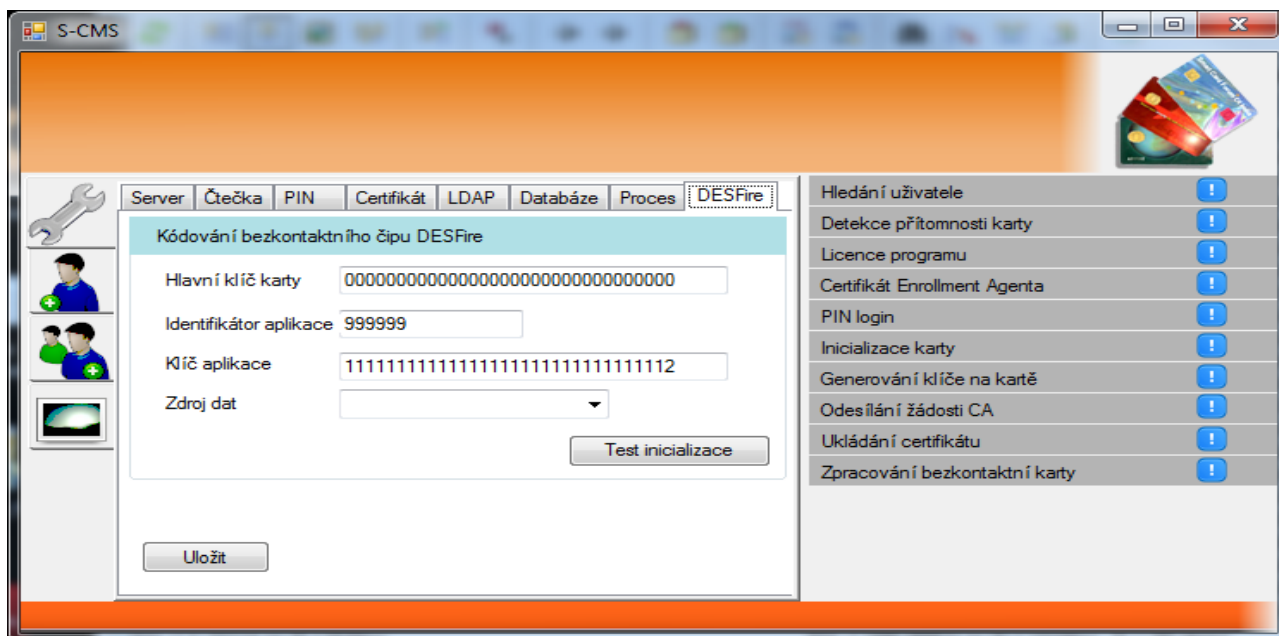 S-CMS
Server Čtečka PIN Certifikát LDAP Databáze Proces DESFire
Kódování bezkontaktního čipu DESFire
Hlavní klíč karty 00000000000000000000000000000000
Identifikátor aplikace 999999
Klíč aplikace 11111111111111111111111111111112
Zdroj dat
Test inicializace
Uložit
Hledání uživatele
Detekce přítomnosti karty
Licence programu
Certifikát Enrollment Agenta
PIN login
Inicializace karty
Generování klíče na kartě
Odesílání žádosti CA
Ukládání certifikátu
Zpracování bezkontaktní karty